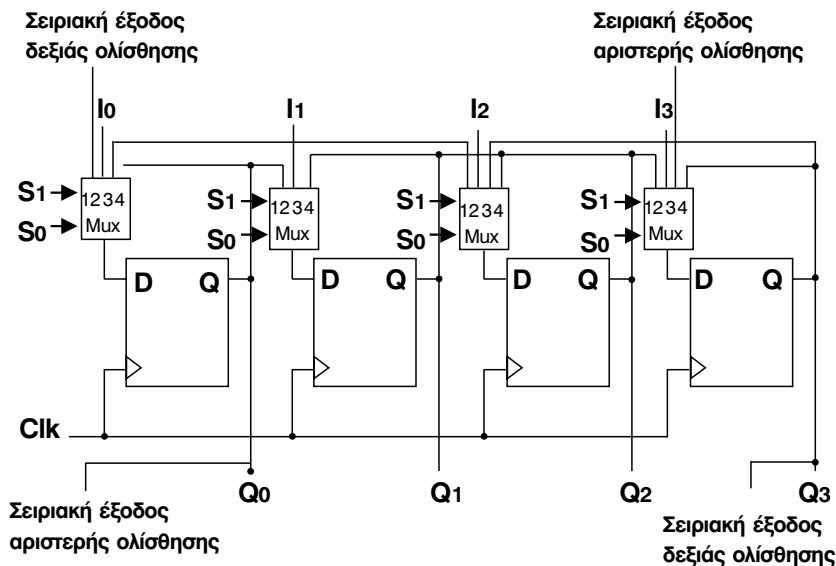 Σειριακή έξοδος
δεξιάς ολίσθησης
Σειριακή έξοδος
αριστερής ολίσθησης
I0
I1
I2
I3
S1
S0
1234
Mux
S1
S0
1234
Mux
S1
S0
1234
Mux
S1
S0
1234
Mux
D Q
D Q
D Q
D Q
Clk
Q0
Q1
Q2
Q3
Σειριακή έξοδος
αριστερής ολίσθησης
Σειριακή έξοδος
δεξιάς ολίσθησης